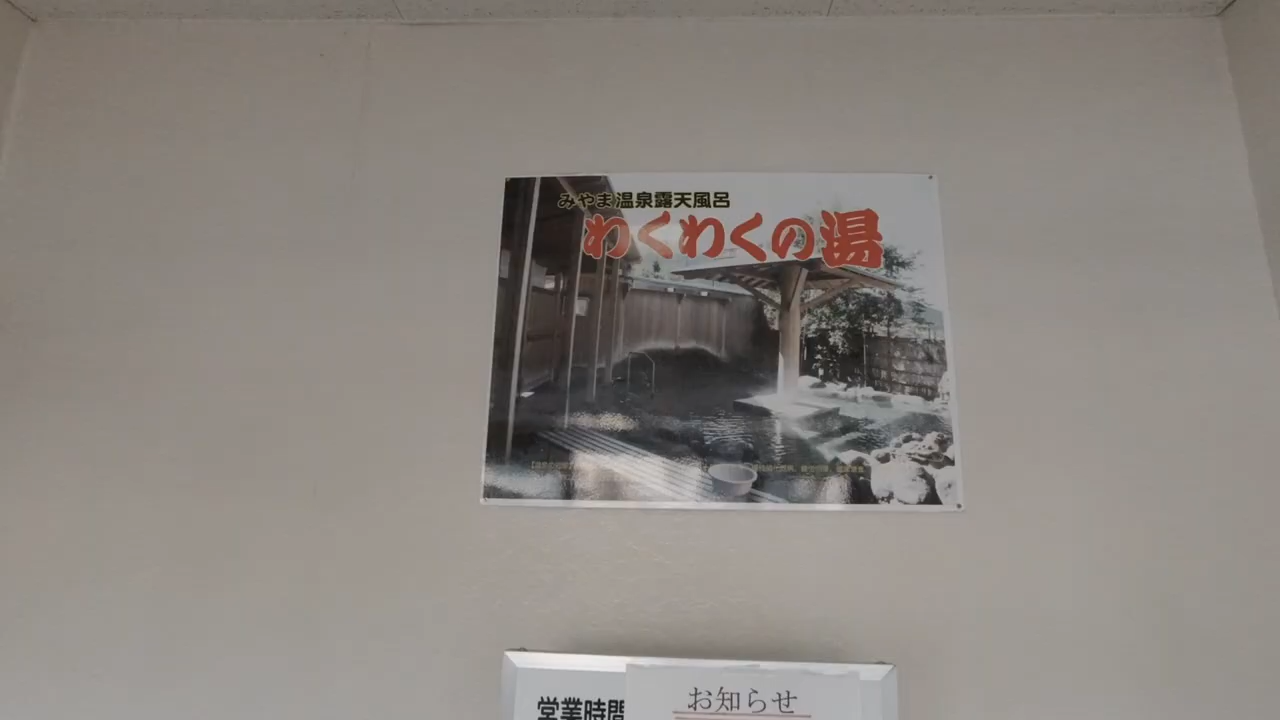 みやま温泉露天風呂
わくわくの湯
営業時間
お知らせ